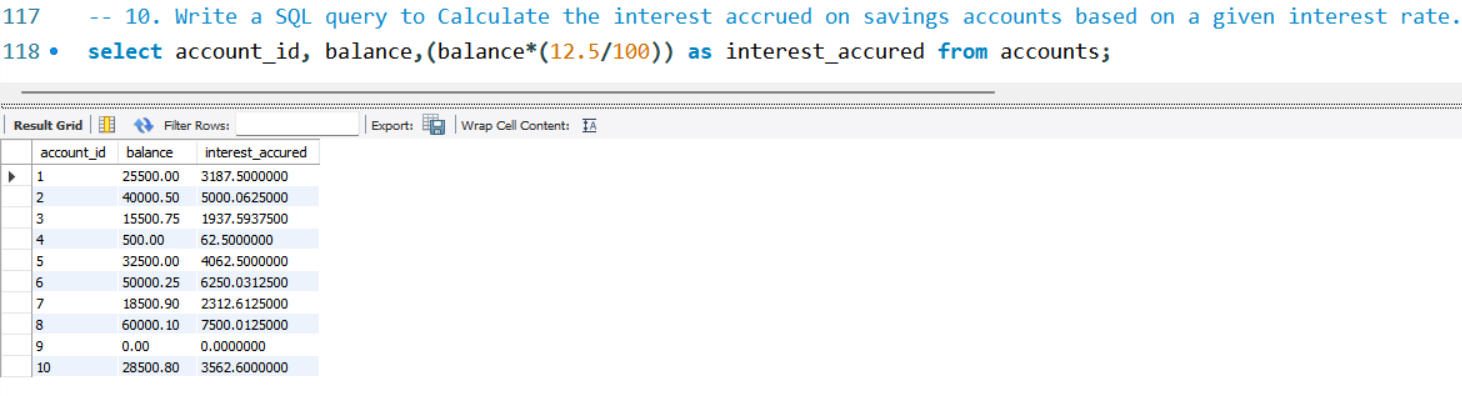 117 -- 10. Write a SQL query to Calculate the interest accrued on savings accounts based on a given interest rate.
118 select account_id, balance,(balance*(12.5/100)) as interest_accured from accounts;
Result Grid Filter Rows: Export: Wrap Cell Content:
account_id balance interest_accured
1 25500.00 3187.5000000
2 40000.50 5000.0625000
3 15500.75 1937.5937500
4 500.00 62.5000000
5 32500.00 4062.5000000
6 50000.25 6250.0312500
7 18500.90 2312.6125000
8 60000.10 7500.0125000
9 0.00 0.0000000
10 28500.80 3562.6000000